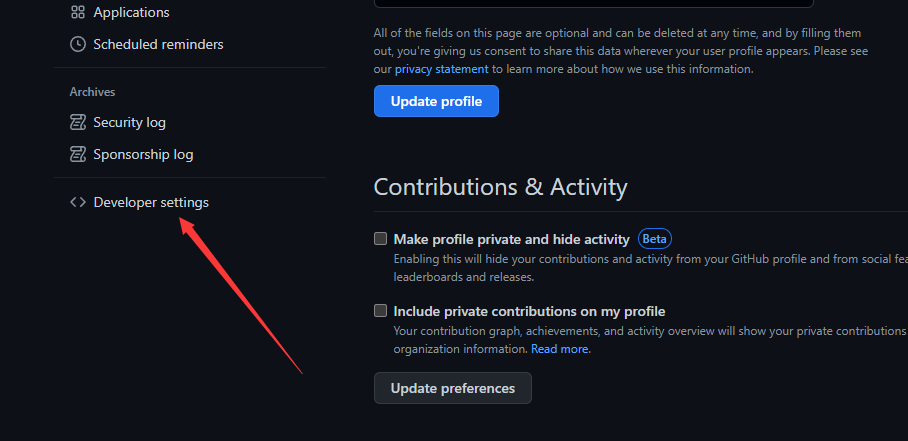 Applications
Scheduled reminders
Archives
Security log
Sponsorship log
Developer settings
All of the fields on this page are optional and can be deleted at any time, and by filling them
out, you're giving us consent to share this data wherever your user profile appears. Please see
our privacy statement to learn more about how we use this information.
Update profile
Contributions & Activity
Make profile private and hide activity Beta
Enabling this will hide your contributions and activity from your GitHub profile and from social fea
leaderboards and releases.
Include private contributions on my profile
Your contribution graph, achievements, and activity overview will show your private contributions
organization information. Read more.
Update preferences